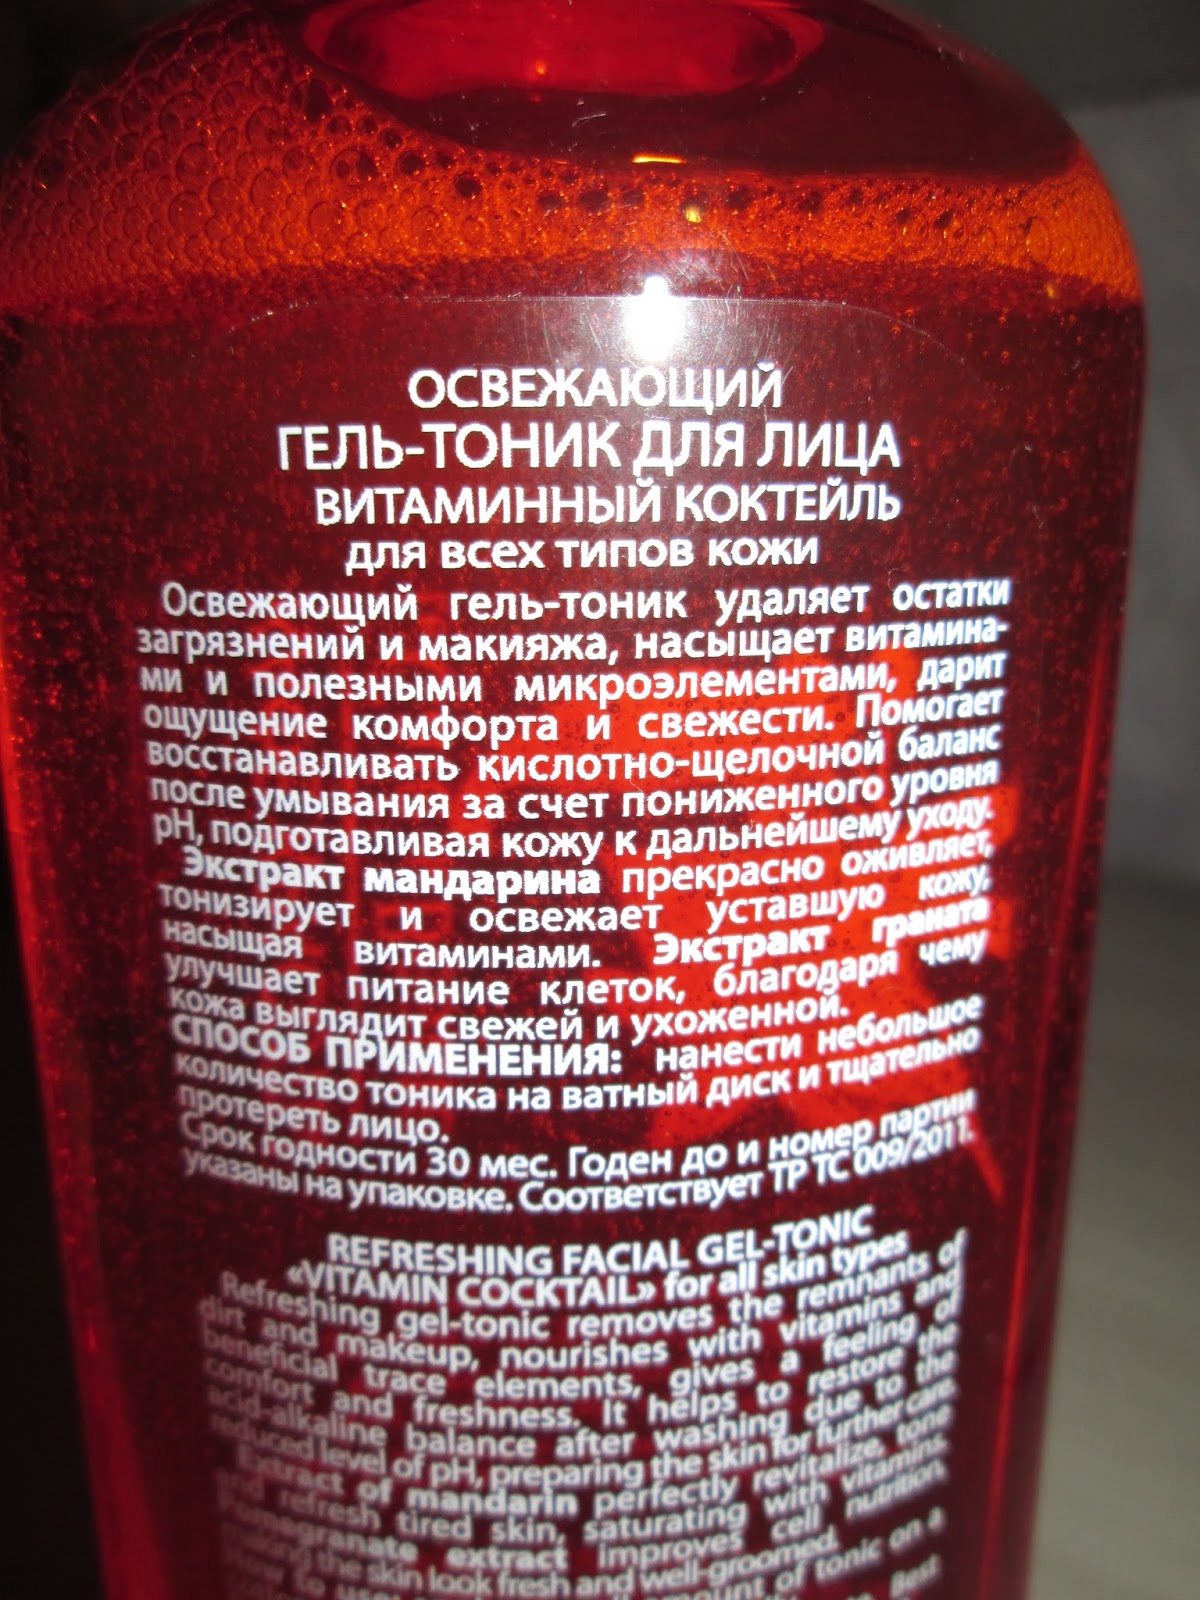 ОСВЕЖАЮЩИЙ
ГЕЛЬ-ТОНИК ДЛЯ ЛИЦА
ВИТАМИННЫЙ КОКТЕЙЛЬ
для всех типов кожи
Освежающий гель-тоник удаляет остатки
загрязнений и макияжа, насыщает витамина-
ми и полезными микроэлементами, дарит
ощущение комфорта и свежести. Помогает
восстанавливать кислотно-щелочной баланс
после умывания за счет пониженного уровня
pH, подготавливая кожу к дальнейшему уходу.
Экстракт мандарина прекрасно оживляет,
тонизирует и освежает уставшую кожу,
насыщая витаминами. Экстракт граната
улучшает питание клеток, благодаря чему
кожа выглядит свежей и ухоженной.
СПОСОБ ПРИМЕНЕНИЯ: нанести небольшое
количество тоника на ватный диск и тщательно
протереть лицо.
Срок годности 30 мес. Годен до и номер партии
указаны на упаковке. Соответствует ТР ТС 009/2011.
REFRESHING FACIAL GEL-TONIC
«VITAMIN COCKTAIL» for all skin types
Refreshing gel-tonic removes the remnants of
dirt and makeup, nourishes with vitamins and
beneficial trace elements, gives a feeling of
comfort and freshness. It helps to restore the
acid-alkaline balance after washing due to the
reduced level of pH, preparing the skin for further care.
Extract of mandarin perfectly revitalize, tone
and refresh tired skin, saturating with vitamins.
Pomegranate extract improves cell nutrition,
making the skin look fresh and well-groomed.
How to use: amount of tonic on a
Best